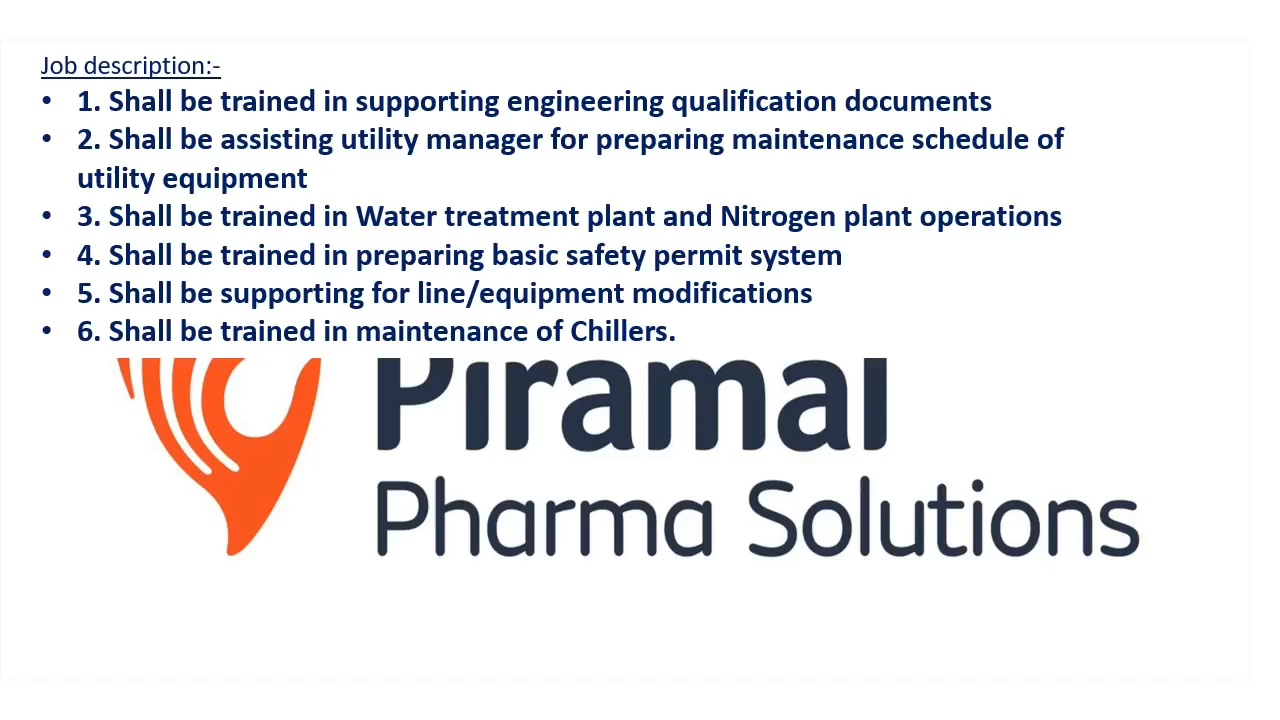 Job description:-
• 1. Shall be trained in supporting engineering qualification documents
• 2. Shall be assisting utility manager for preparing maintenance schedule of
utility equipment
• 3. Shall be trained in Water treatment plant and Nitrogen plant operations
• 4. Shall be trained in preparing basic safety permit system
• 5. Shall be supporting for line/equipment modifications
• 6. Shall be trained in maintenance of Chillers.
Piramal
Pharma Solutions